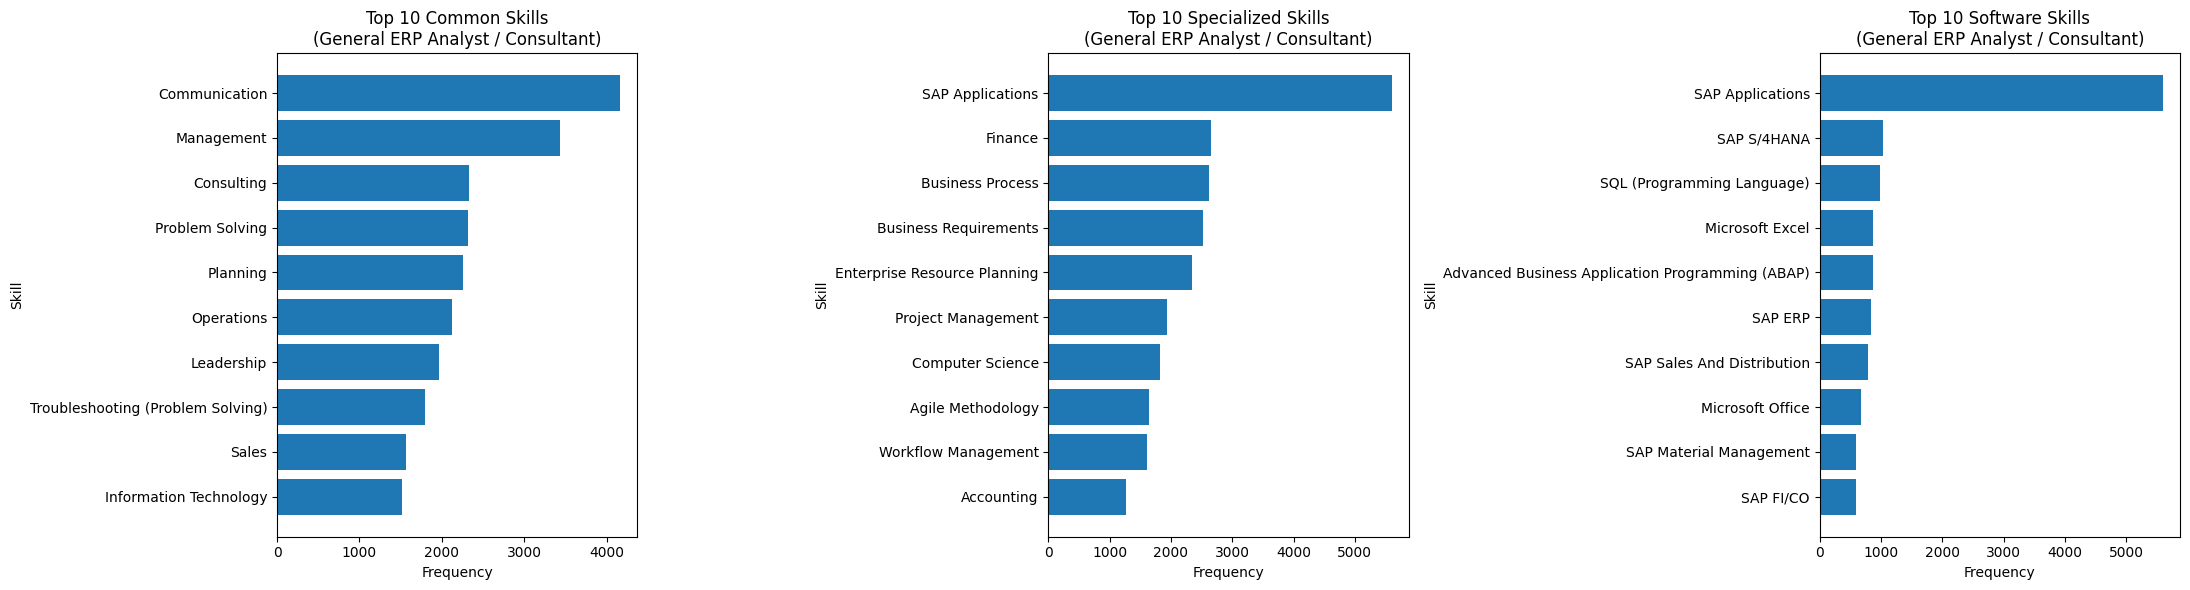 Top 10 Common Skills
(General ERP Analyst / Consultant)
Skill
Communication
Management
Consulting
Problem Solving
Planning
Operations
Leadership
Troubleshooting (Problem Solving)
Sales
Information Technology
0 1000 2000 3000 4000
Frequency
Top 10 Specialized Skills
(General ERP Analyst / Consultant)
Skill
SAP Applications
Finance
Business Process
Business Requirements
Enterprise Resource Planning
Project Management
Computer Science
Agile Methodology
Workflow Management
Accounting
0 1000 2000 3000 4000 5000
Frequency
Top 10 Software Skills
(General ERP Analyst / Consultant)
Skill
SAP Applications
SAP S/4HANA
SQL (Programming Language)
Microsoft Excel
Advanced Business Application Programming (ABAP)
SAP ERP
SAP Sales And Distribution
Microsoft Office
SAP Material Management
SAP FI/CO
0 1000 2000 3000 4000 5000
Frequency